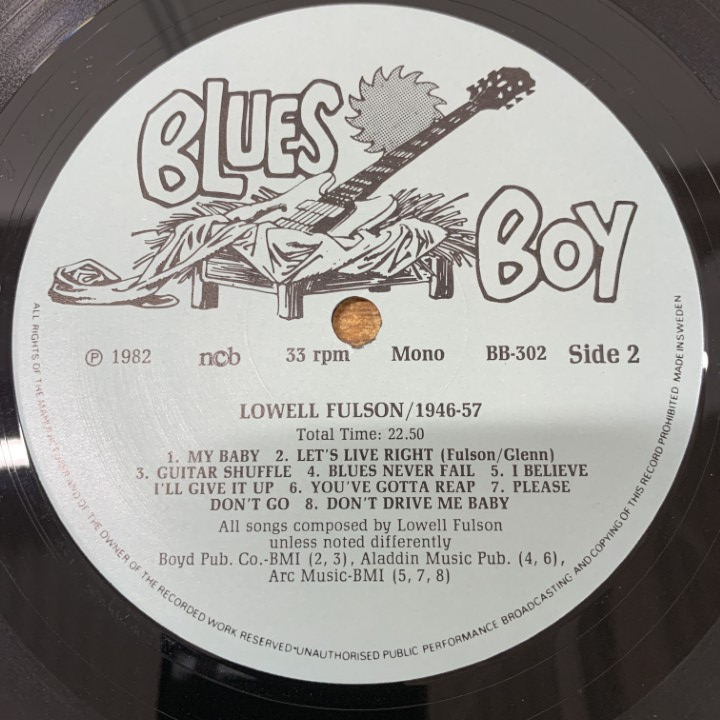 BLUES
BOY
℗ 1982 ncb 33 rpm Mono BB-302 Side 2
LOWELL FULSON/1946-57
Total Time: 22.50
1. MY BABY 2. LET'S LIVE RIGHT (Fulson/Glenn)
3. GUITAR SHUFFLE 4. BLUES NEVER FAIL 5. I BELIEVE
I'LL GIVE IT UP 6. YOU'VE GOTTA REAP 7. PLEASE
DON'T GO 8. DON'T DRIVE ME BABY
All songs composed by Lowell Fulson
unless noted differently
Boyd Pub. Co.-BMI (2, 3), Aladdin Music Pub. (4, 6),
Arc Music-BMI (5, 7, 8)
ALL RIGHTS OF THE MANUFACTURER AND OF THE OWNER OF THE RECORDED WORK RESERVED*UNAUTHORISED PUBLIC PERFORMANCE BROADCASTING AND COPYING OF THIS RECORD PROHIBITED MADE IN SWEDEN